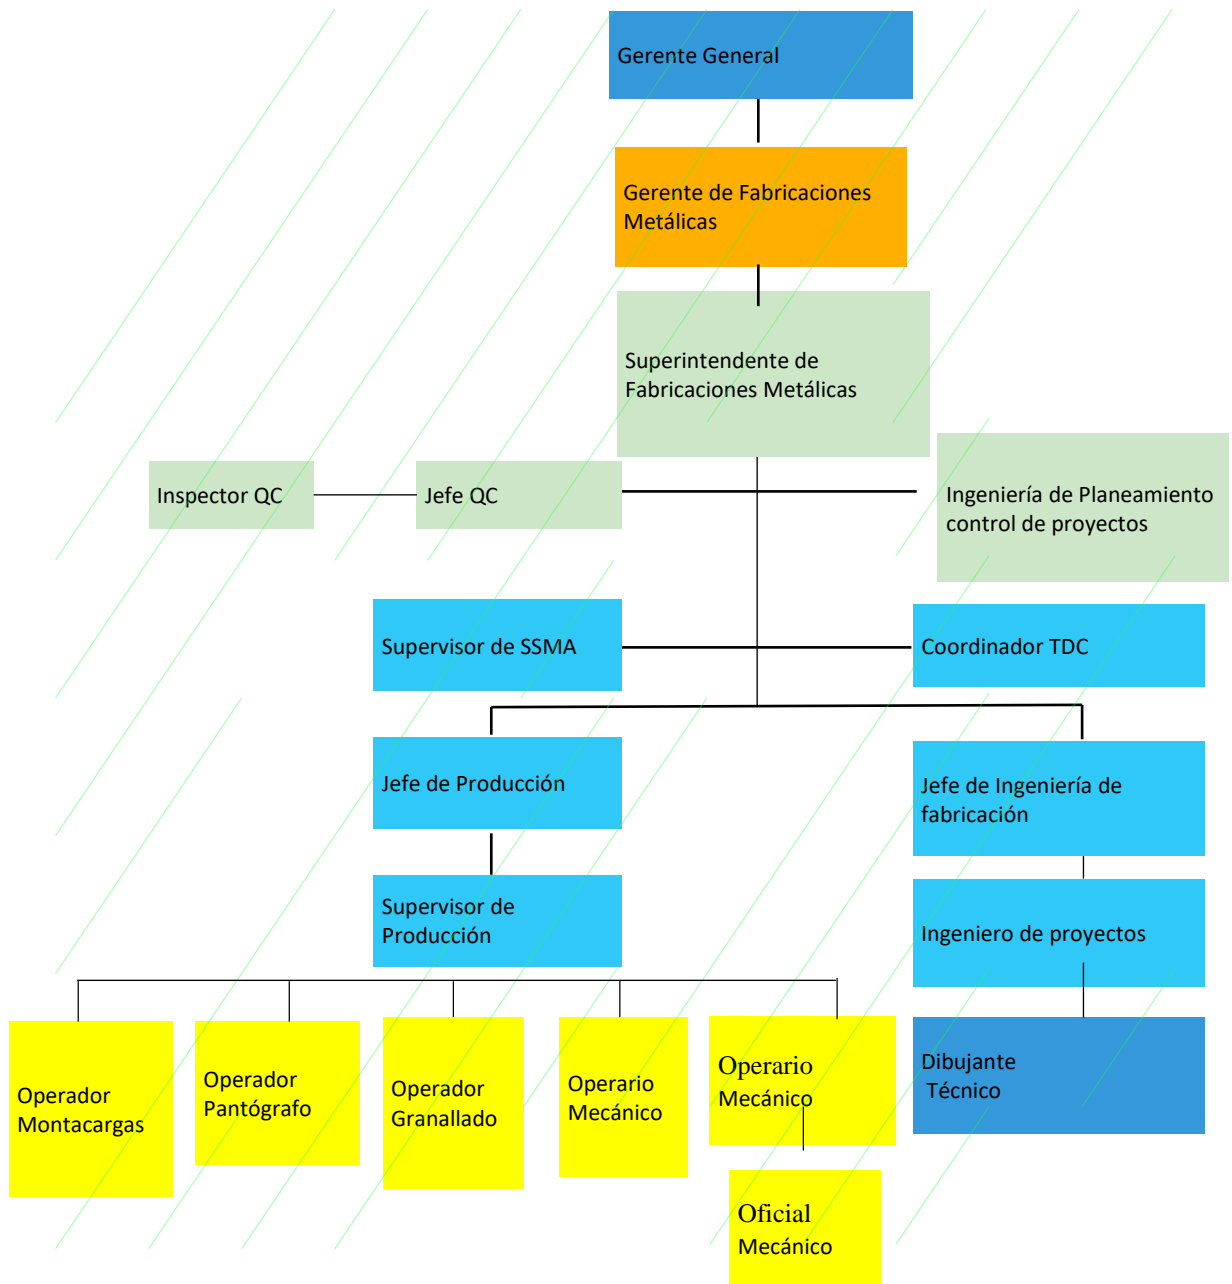 Gerente General
Gerente de Fabricaciones
Metálicas
Superintendente de
Fabricaciones Metálicas
Inspector QC
Jefe QC
Ingeniería de Planeamiento
control de proyectos
Supervisor de SSMA
Coordinador TDC
Jefe de Producción
Jefe de Ingeniería de
fabricación
Supervisor de
Producción
Ingeniero de proyectos
Operador
Montacargas
Operador
Pantógrafo
Operador
Granallado
Operario
Mecánico
Operario
Mecánico
Dibujante
Técnico
Oficial
Mecánico